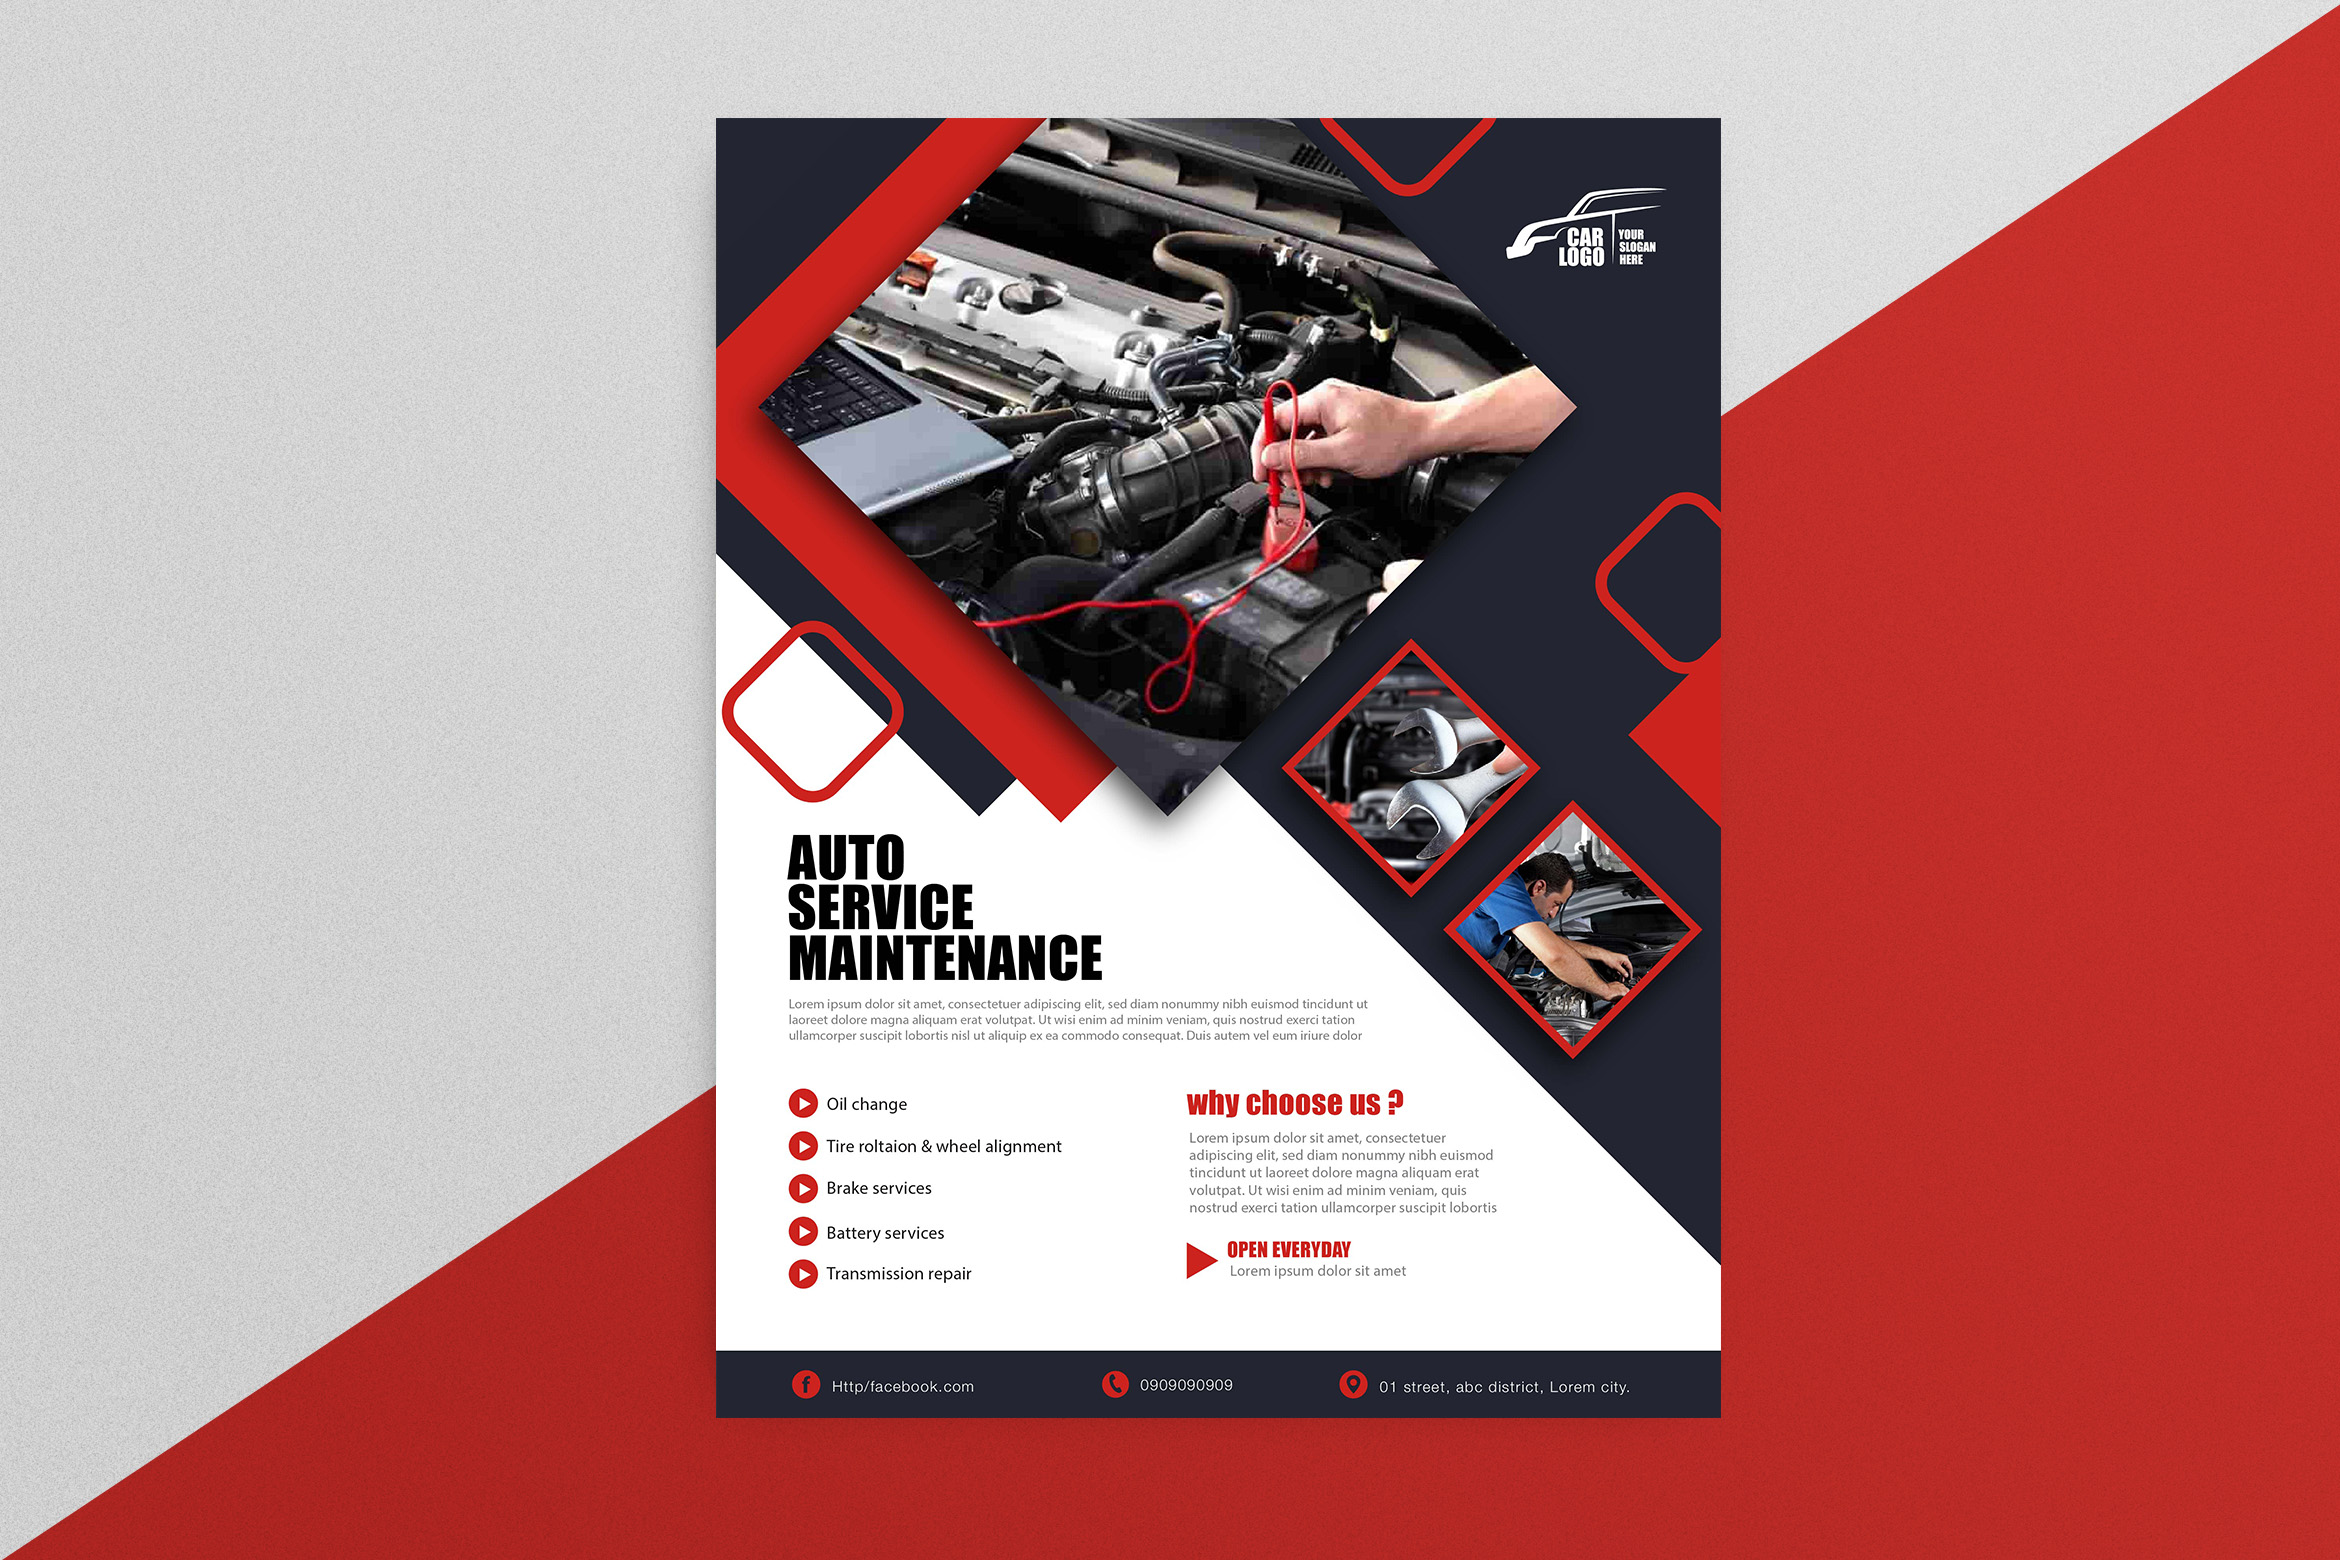 CAR
LOGO
YOUR
SLOGAN
HERE
AUTO
SERVICE
MAINTENANCE
Lorem ipsum dolor sit amet, consectetuer adipiscing elit, sed diam nonummy nibh euismod tincidunt ut
laoreet dolore magna aliquam erat volutpat. Ut wisi enim ad minim veniam, quis nostrud exerci tation
ullamcorper suscipit lobortis nisl ut aliquip ex ea commodo consequat. Duis autem vel eum iriure dolor
Oil change
Tire roltaion & wheel alignment
Brake services
Battery services
Transmission repair
why choose us ?
Lorem ipsum dolor sit amet, consectetuer
adipiscing elit, sed diam nonummy nibh euismod
tincidunt ut laoreet dolore magna aliquam erat
volutpat. Ut wisi enim ad minim veniam, quis
nostrud exerci tation ullamcorper suscipit lobortis
OPEN EVERYDAY
Lorem ipsum dolor sit amet
Http/facebook.com
0909090909
01 street, abc district, Lorem city.